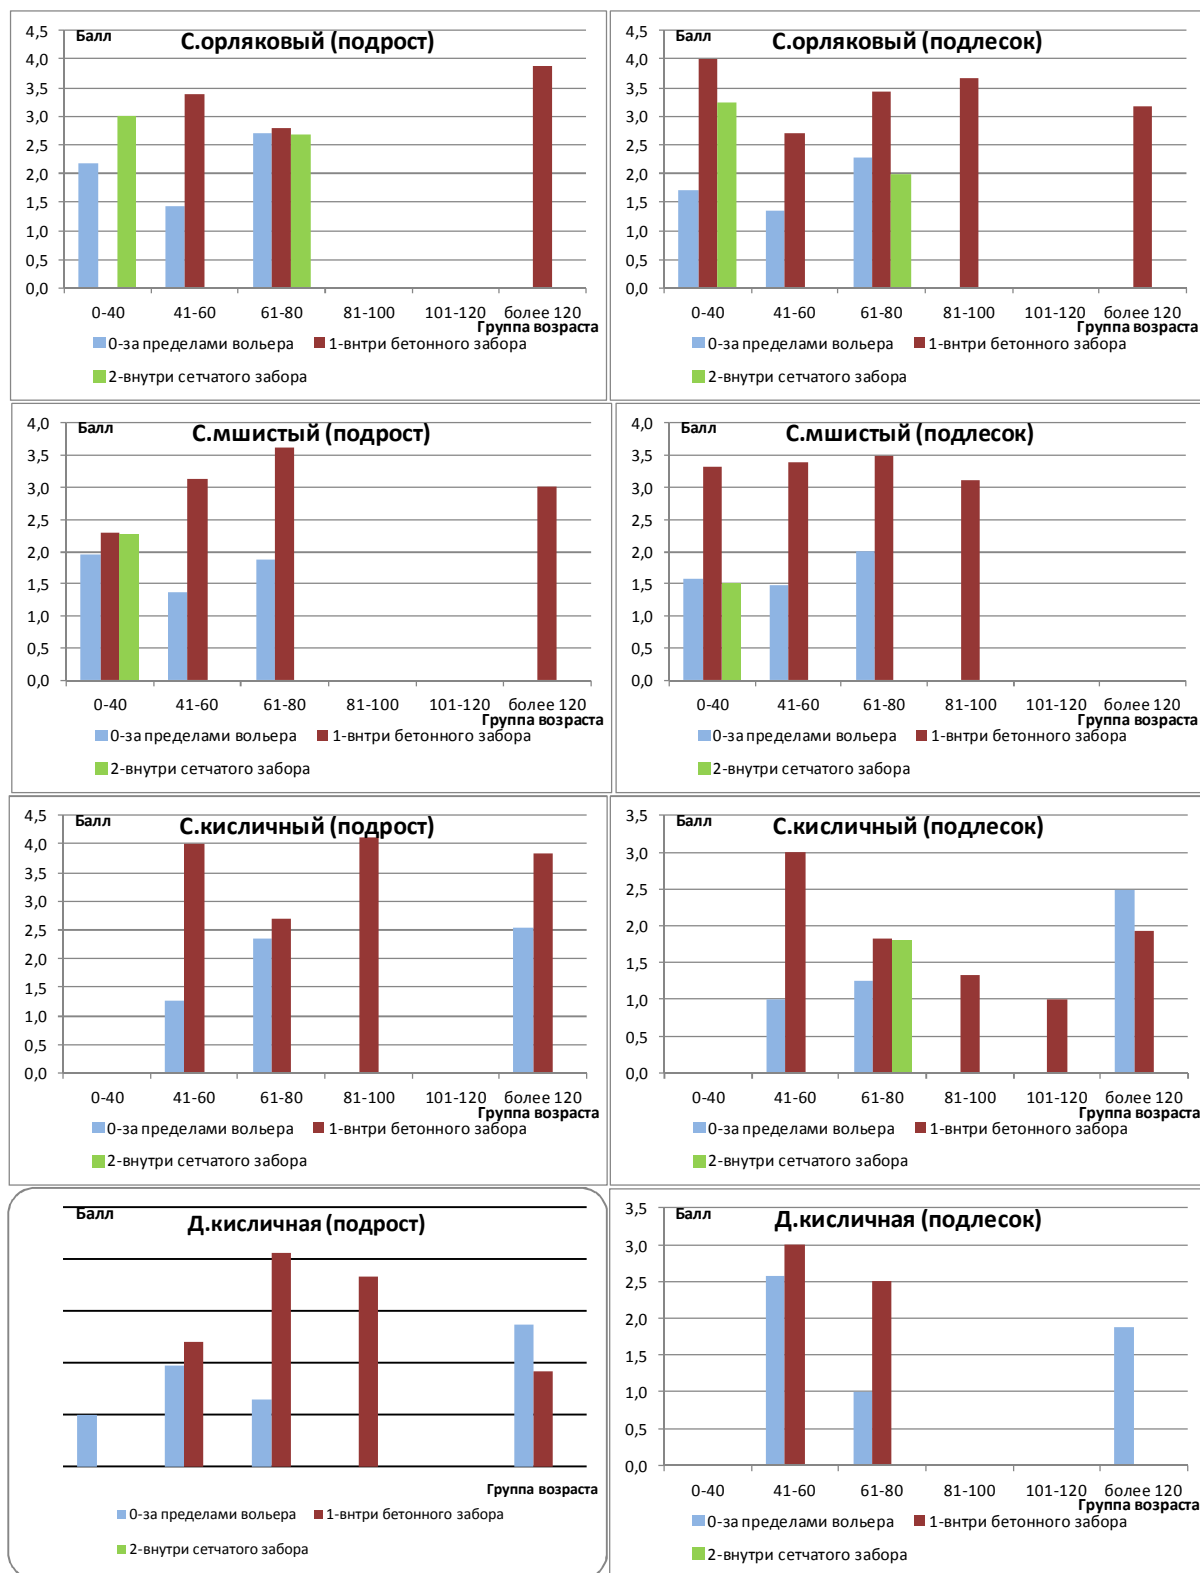 Балл
С.орляковый (подрост)
4,5
4,0
3,5
3,0
2,5
2,0
1,5
1,0
0,5
0,0
0-40 41-60 61-80 81-100 101-120 более 120
Группа возраста
0-за пределами вольера 1-внтри бетонного забора
2-внутри сетчатого забора
Балл
С.орляковый (подлесок)
4,5
4,0
3,5
3,0
2,5
2,0
1,5
1,0
0,5
0,0
0-40 41-60 61-80 81-100 101-120 более 120
Группа возраста
0-за пределами вольера 1-внтри бетонного забора
2-внутри сетчатого забора
Балл
С.мшистый (подрост)
4,0
3,5
3,0
2,5
2,0
1,5
1,0
0,5
0,0
0-40 41-60 61-80 81-100 101-120 более 120
Группа возраста
0-за пределами вольера 1-внтри бетонного забора
2-внутри сетчатого забора
Балл
С.мшистый (подлесок)
4,0
3,5
3,0
2,5
2,0
1,5
1,0
0,5
0,0
0-40 41-60 61-80 81-100 101-120 более 120
Группа возраста
0-за пределами вольера 1-внтри бетонного забора
2-внутри сетчатого забора
Балл
С.кисличный (подрост)
4,5
4,0
3,5
3,0
2,5
2,0
1,5
1,0
0,5
0,0
0-40 41-60 61-80 81-100 101-120 более 120
Группа возраста
0-за пределами вольера 1-внтри бетонного забора
2-внутри сетчатого забора
Балл
С.кисличный (подлесок)
3,5
3,0
2,5
2,0
1,5
1,0
0,5
0,0
0-40 41-60 61-80 81-100 101-120 более 120
Группа возраста
0-за пределами вольера 1-внтри бетонного забора
2-внутри сетчатого забора
Балл
Д.кисличная (подрост)
Группа возраста
0-за пределами вольера 1-внтри бетонного забора
2-внутри сетчатого забора
Балл
Д.кисличная (подлесок)
3,5
3,0
2,5
2,0
1,5
1,0
0,5
0,0
0-40 41-60 61-80 81-100 101-120 более 120
Группа возраста
0-за пределами вольера 1-внтри бетонного забора
2-внутри сетчатого забора